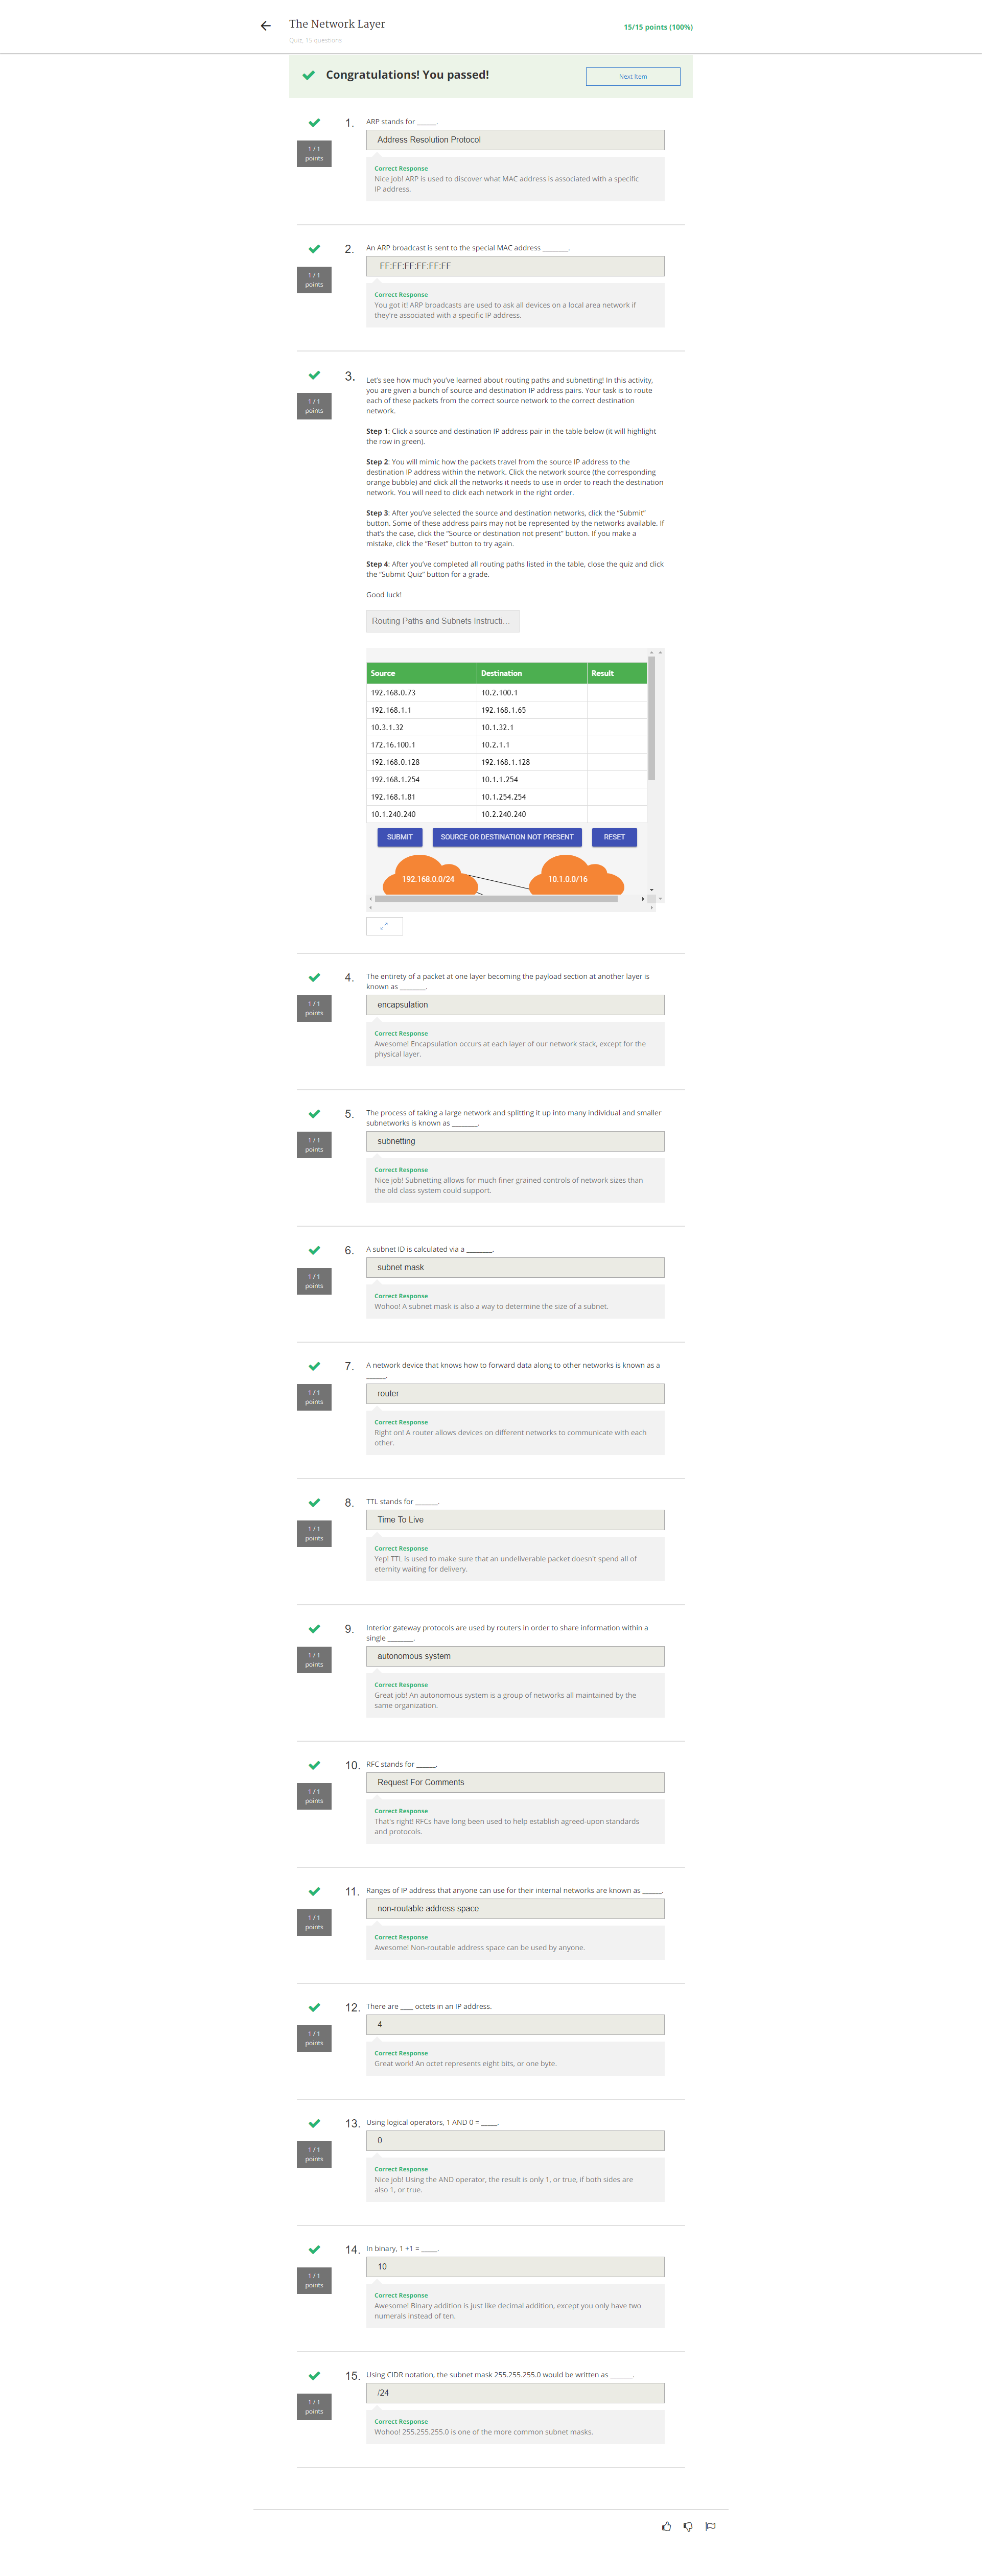 The Network Layer
15/15 points (100%)
Quiz, 15 questions
Congratulations! You passed!
Next Item
1.
ARP stands for ______.
1 / 1
points
Address Resolution Protocol
Correct Response
Nice job! ARP is used to discover what MAC address is associated with a specific
IP address.
2.
An ARP broadcast is sent to the special MAC address ________.
1 / 1
points
FF:FF:FF:FF:FF:FF
Correct Response
You got it! ARP broadcasts are used to ask all devices on a local area network if
they're associated with a specific IP address.
3.
1 / 1
points
Let's see how much you've learned about routing paths and subnetting! In this activity,
you are given a bunch of source and destination IP address pairs. Your task is to route
each of these packets from the correct source network to the correct destination
network.
Step 1: Click a source and destination IP address pair in the table below (it will highlight
the row in green).
Step 2: You will mimic how the packets travel from the source IP address to the
destination IP address within the network. Click the network source (the corresponding
orange bubble) and click all the networks it needs to use in order to reach the destination
network. You will need to click each network in the right order.
Step 3: After you've selected the source and destination networks, click the "Submit"
button. Some of these address pairs may not be represented by the networks available. If
that's the case, click the "Source or destination not present" button. If you make a
mistake, click the "Reset" button to try again.
Step 4: After you've completed all routing paths listed in the table, close the quiz and click
the "Submit Quiz" button for a grade.
Good luck!
Routing Paths and Subnets Instructi...
Source Destination Result
192.168.0.73 10.2.100.1
192.168.1.1 192.168.1.65
10.3.1.32 10.1.32.1
172.16.100.1 10.2.1.1
192.168.0.128 192.168.1.128
192.168.1.254 10.1.1.254
192.168.1.81 10.1.254.254
10.1.240.240 10.2.240.240
SUBMIT SOURCE OR DESTINATION NOT PRESENT RESET
192.168.0.0/24 10.1.0.0/16
4.
The entirety of a packet at one layer becoming the payload section at another layer is
known as ________.
1 / 1
points
encapsulation
Correct Response
Awesome! Encapsulation occurs at each layer of our network stack, except for the
physical layer.
5.
The process of taking a large network and splitting it up into many individual and smaller
subnetworks is known as ________.
1 / 1
points
subnetting
Correct Response
Nice job! Subnetting allows for much finer grained controls of network sizes than
the old class system could support.
6.
A subnet ID is calculated via a ________.
1 / 1
points
subnet mask
Correct Response
Wohoo! A subnet mask is also a way to determine the size of a subnet.
7.
A network device that knows how to forward data along to other networks is known as a
______.
1 / 1
points
router
Correct Response
Right on! A router allows devices on different networks to communicate with each
other.
8.
TTL stands for _______.
1 / 1
points
Time To Live
Correct Response
Yep! TTL is used to make sure that an undeliverable packet doesn't spend all of
eternity waiting for delivery.
9.
Interior gateway protocols are used by routers in order to share information within a
single ________.
1 / 1
points
autonomous system
Correct Response
Great job! An autonomous system is a group of networks all maintained by the
same organization.
10.
RFC stands for ______.
1 / 1
points
Request For Comments
Correct Response
That's right! RFCs have long been used to help establish agreed-upon standards
and protocols.
11.
Ranges of IP address that anyone can use for their internal networks are known as ______.
1 / 1
points
non-routable address space
Correct Response
Awesome! Non-routable address space can be used by anyone.
12.
There are ____ octets in an IP address.
1 / 1
points
4
Correct Response
Great work! An octet represents eight bits, or one byte.
13.
Using logical operators, 1 AND 0 = _____.
1 / 1
points
0
Correct Response
Nice job! Using the AND operator, the result is only 1, or true, if both sides are
also 1, or true.
14.
In binary, 1 +1 = _____.
1 / 1
points
10
Correct Response
Awesome! Binary addition is just like decimal addition, except you only have two
numerals instead of ten.
15.
Using CIDR notation, the subnet mask 255.255.255.0 would be written as _______.
1 / 1
points
/24
Correct Response
Wohoo! 255.255.255.0 is one of the more common subnet masks.